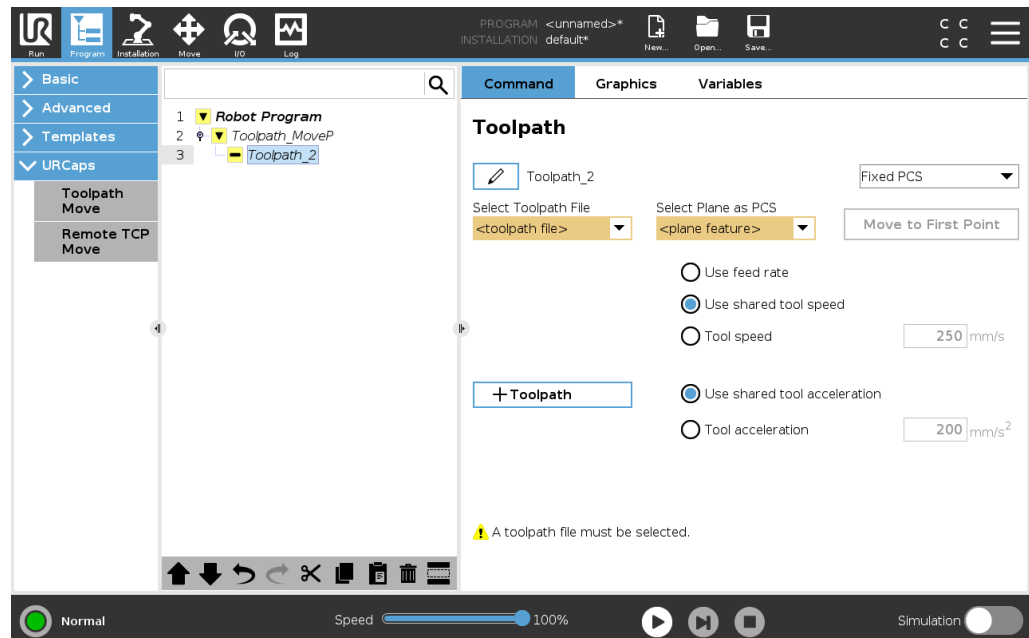 PROGRAM <unnamed>*
INSTALLATION default*
UR
Run
Program
Installation
Move
I/O
Log
New...
Open...
Save...
C C
C C
Basic
Advanced
Templates
URCaps
Toolpath
Move
Remote TCP
Move
1 Robot Program
2 Toolpath_MoveP
3 Toolpath_2
Command Graphics Variables
Toolpath
Toolpath_2
Fixed PCS
Select Toolpath File
<toolpath file>
Select Plane as PCS
<plane feature>
Move to First Point
Use feed rate
Use shared tool speed
Tool speed 250 mm/s
+Toolpath
Use shared tool acceleration
Tool acceleration 200 mm/s²
A toolpath file must be selected.
Normal
Speed 100%
Simulation